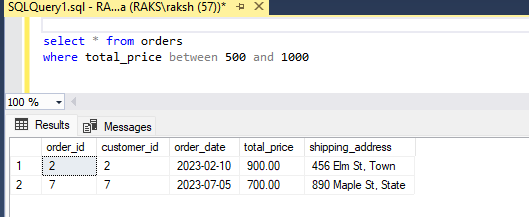 SQLQuery1.sql - RA...a (RAKS\raksh (57))*
select * from orders
where total_price between 500 and 1000
100 %
Results Messages
order_id customer_id order_date total_price shipping_address
1 2 2 2023-02-10 900.00 456 Elm St, Town
2 7 7 2023-07-05 700.00 890 Maple St, State